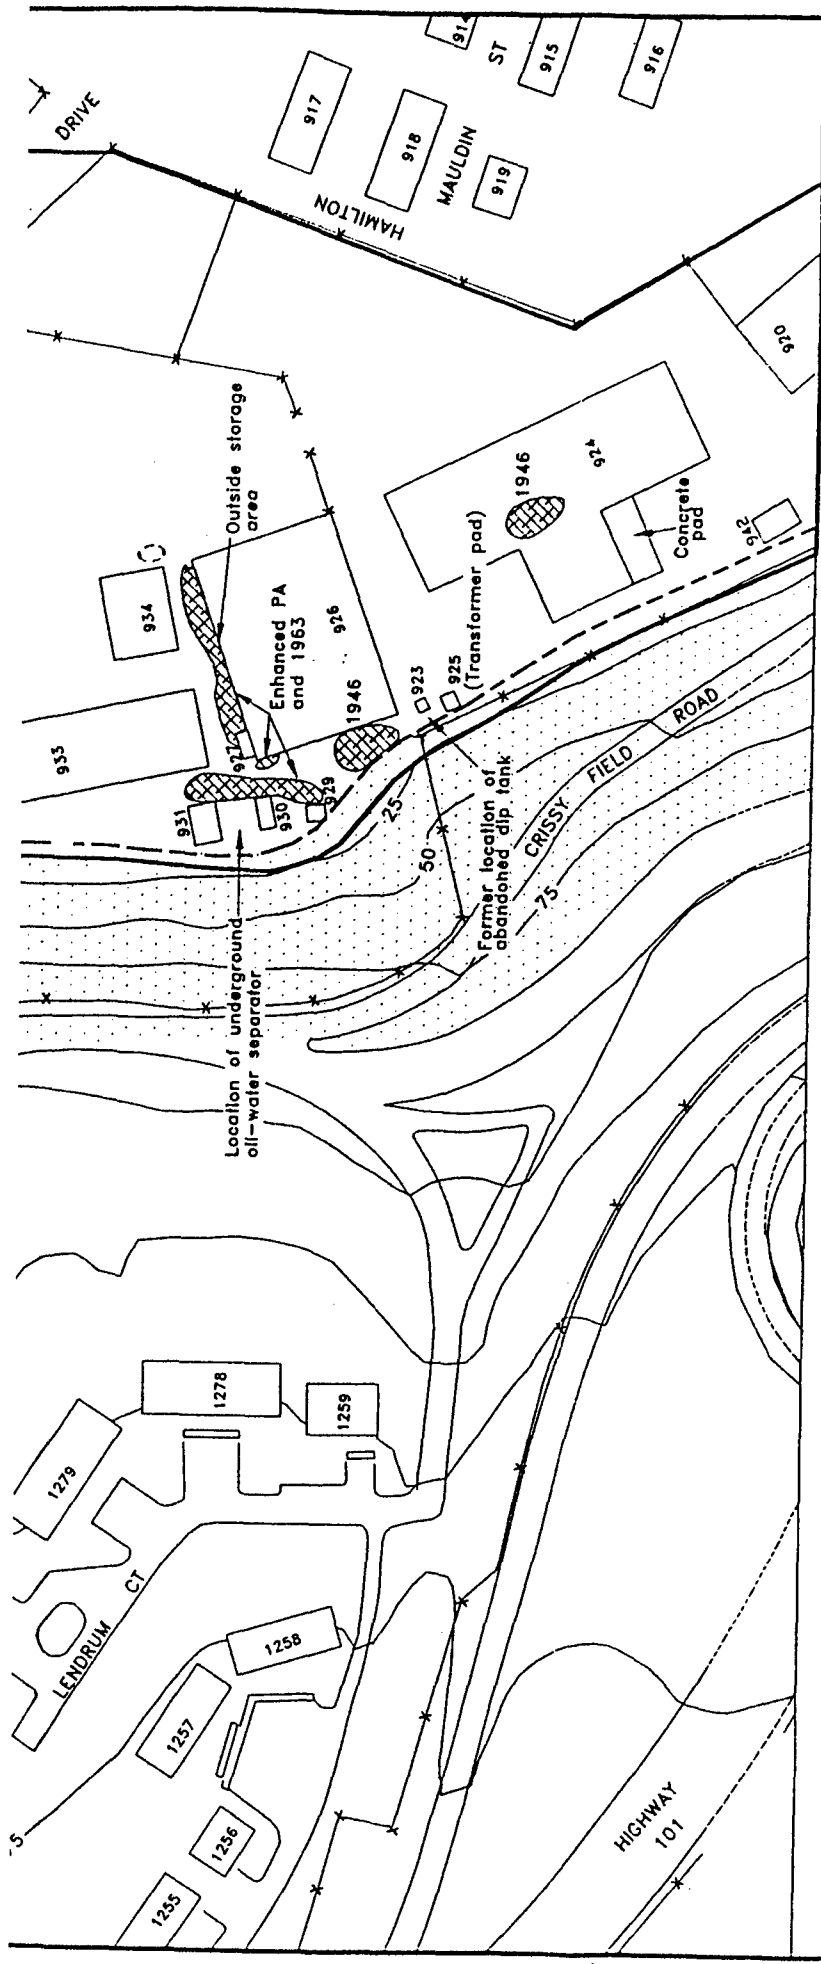 DRIVE
917
914
ST
915
916
918
MAULDIN
919
HAMILTON
920
Outside storage
area
934
Enhanced PA
and 1963
926
1946
924
Concrete
pad
942
933
927
1946
923
925
(Transformer pad)
931
930
929
25
50
75
CRISSY FIELD ROAD
Former location of
abandoned dip tank
Location of underground
oil-water separator
1278
1259
1279
LENDRUM CT
1258
1257
1256
1255
HIGHWAY
101